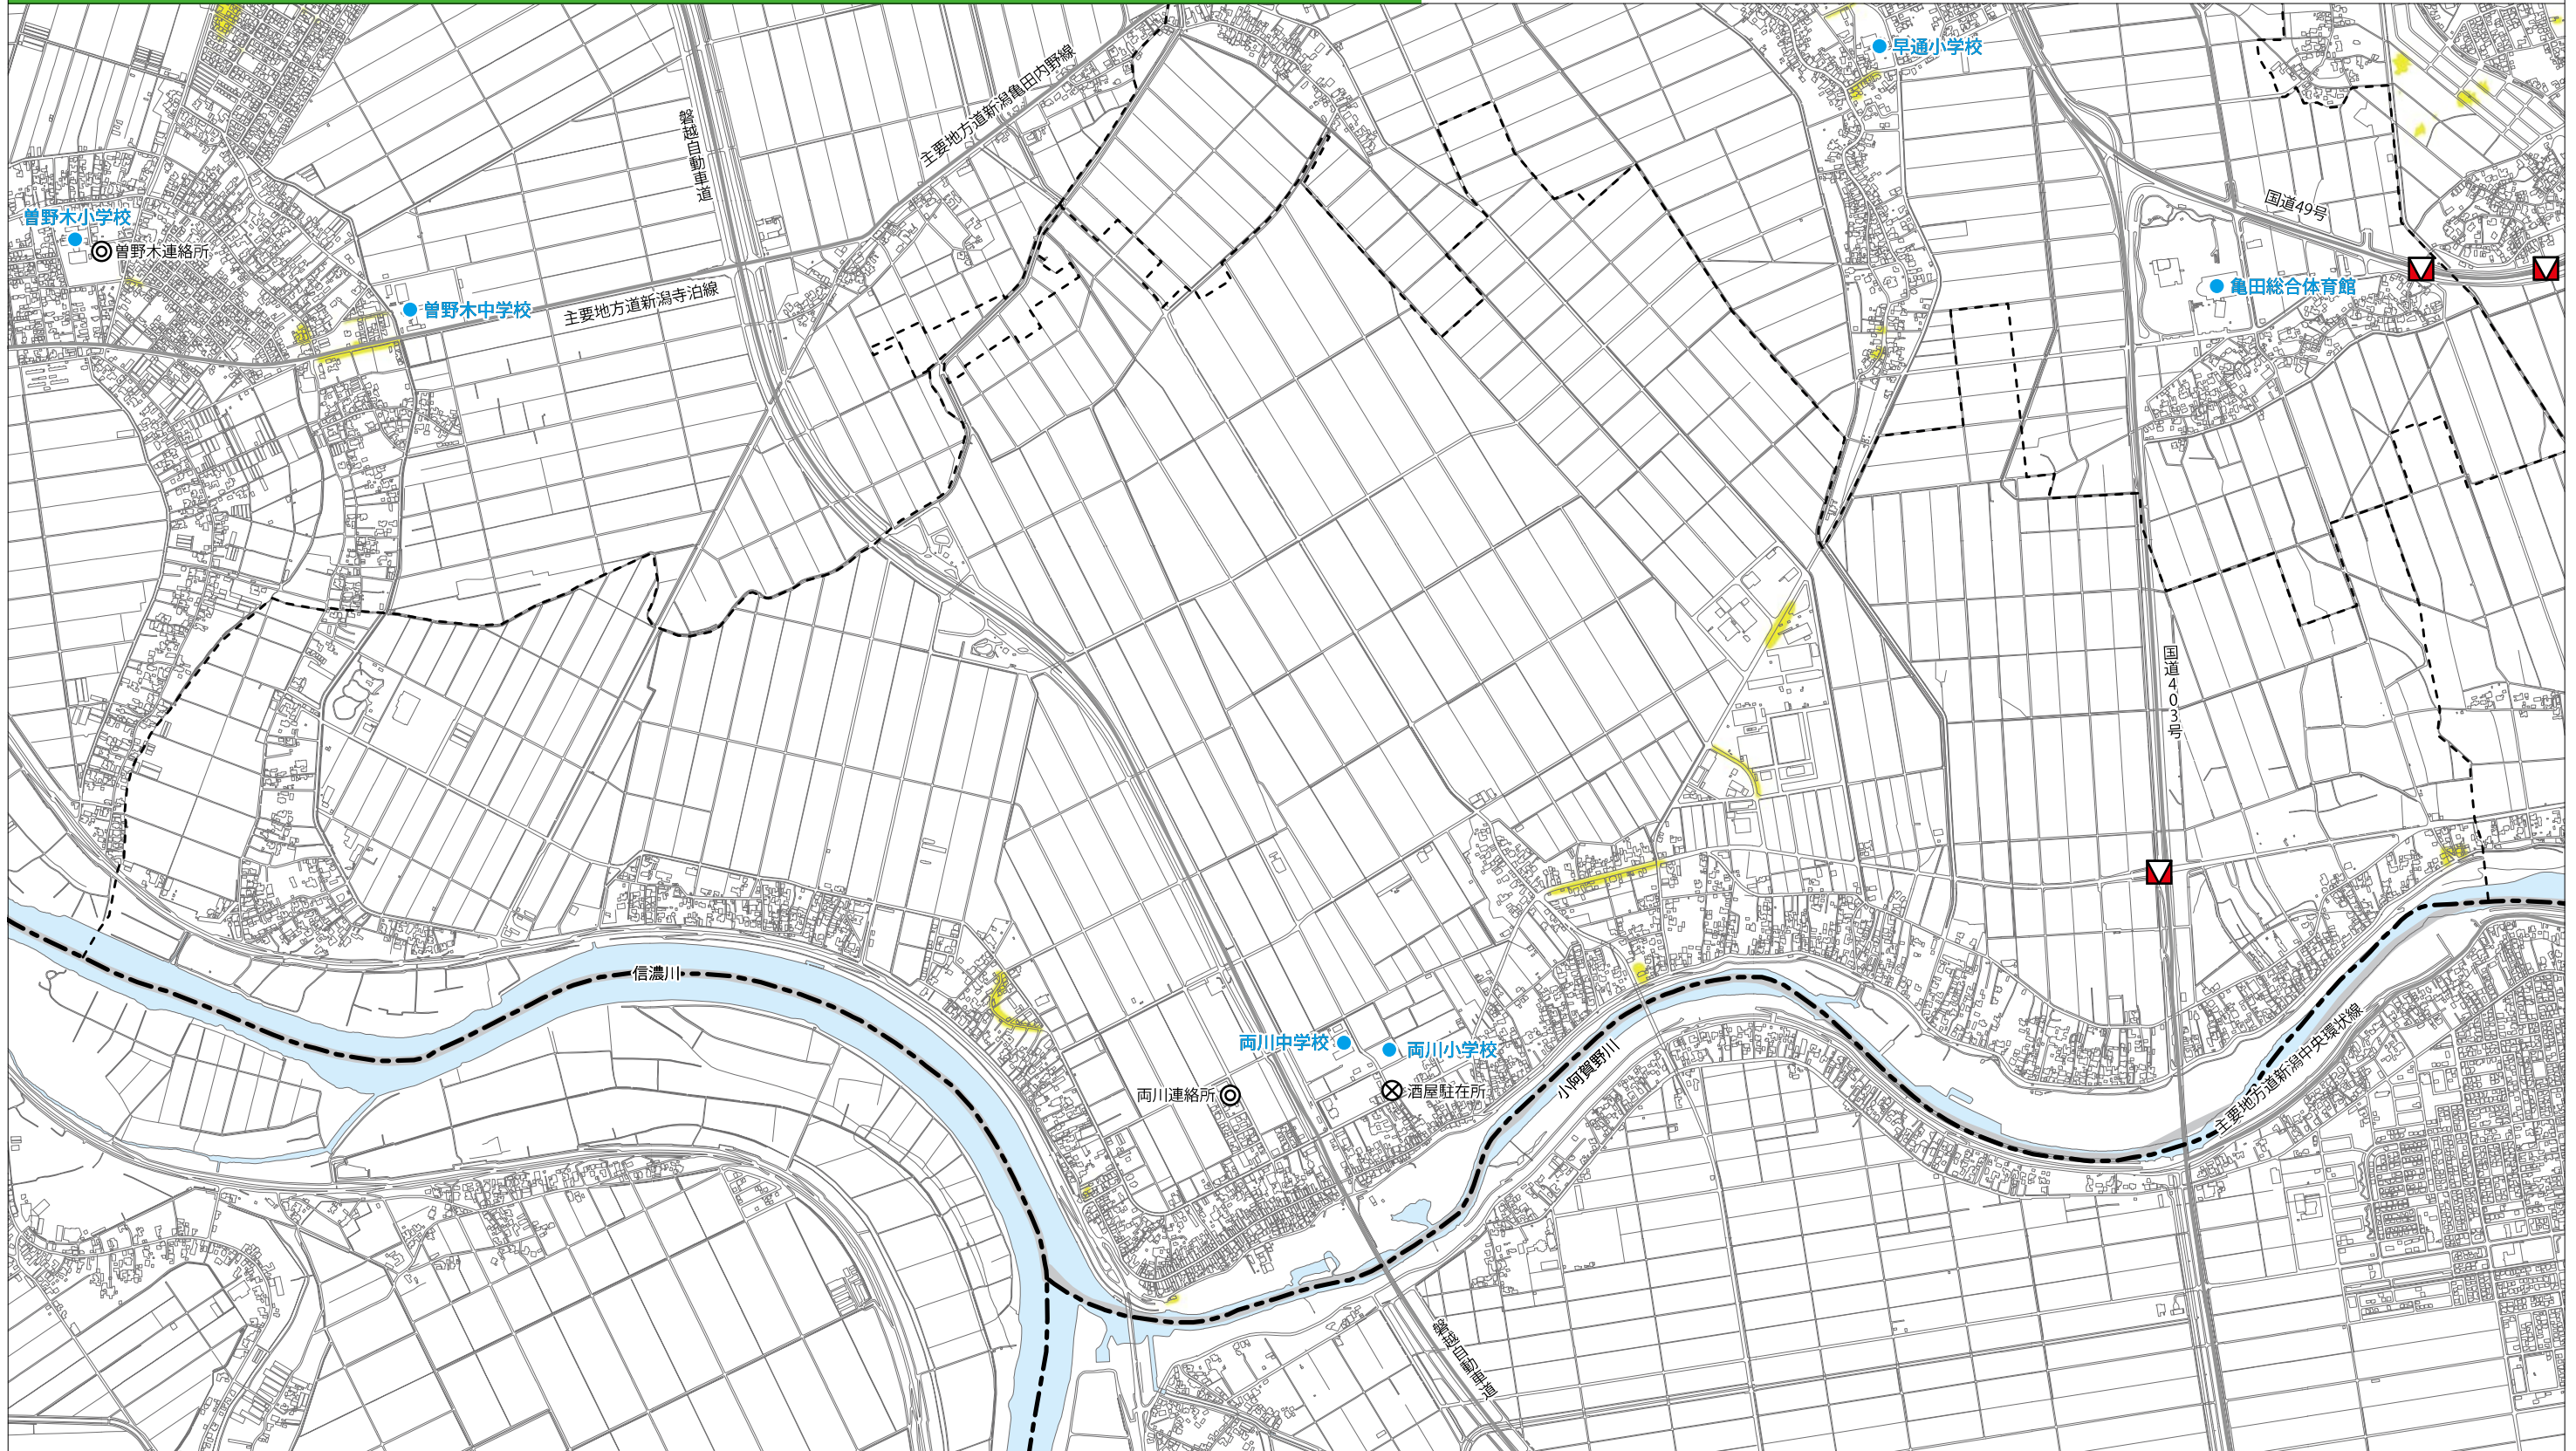 早通小学校
主要地方道新潟亀田内野線
磐越自動車道
国道49号
曽野木小学校
曽野木連絡所
亀田総合体育館
曽野木中学校
主要地方道新潟寺泊線
国道403号
信濃川
両川中学校
両川小学校
小阿賀野川
主要地方道新潟中央環状線
両川連絡所
酒屋駐在所
磐越自動車道